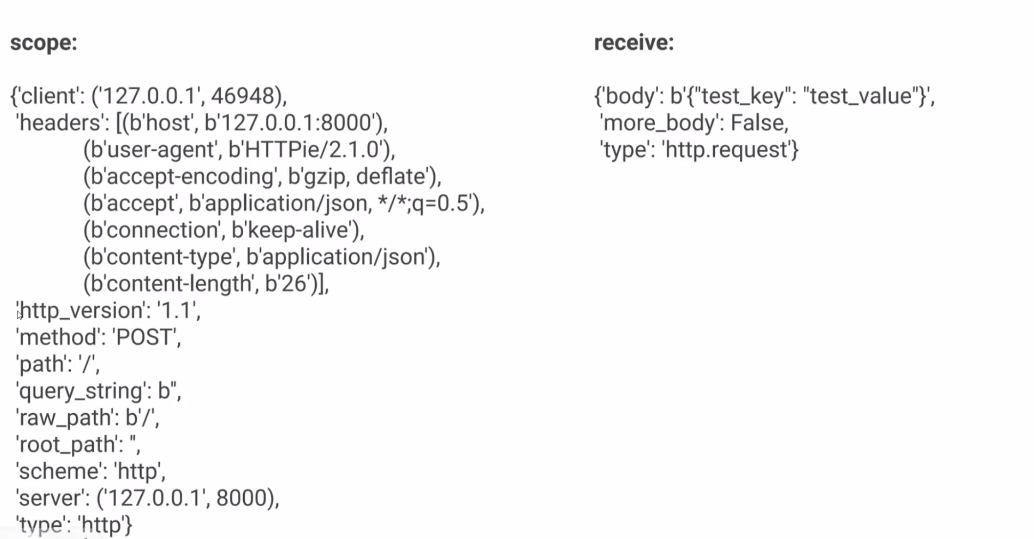 scope:
{'client': ('127.0.0.1', 46948),
'headers': [(b'host', b'127.0.0.1:8000'),
(b'user-agent', b'HTTPie/2.1.0'),
(b'accept-encoding', b'gzip, deflate'),
(b'accept', b'application/json, */*;q=0.5'),
(b'connection', b'keep-alive'),
(b'content-type', b'application/json'),
(b'content-length', b'26')],
'http_version': '1.1',
'method': 'POST',
'path': '/',
'query_string': b'',
'raw_path': b'/',
'root_path': '',
'scheme': 'http',
'server': ('127.0.0.1', 8000),
'type': 'http'}
receive:
{'body': b'{"test_key": "test_value"}',
'more_body': False,
'type': 'http.request'}